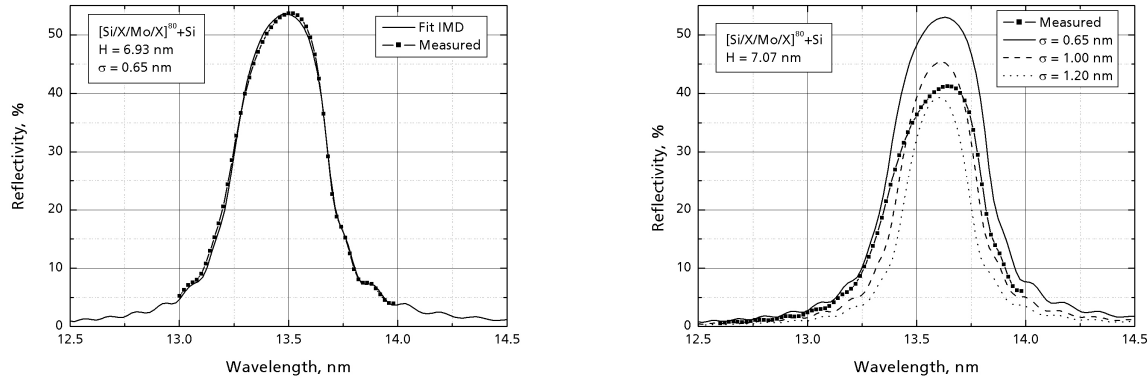 [Si/X/Mo/X]⁸⁰+Si
H = 6.93 nm
σ = 0.65 nm
Fit IMD
Measured
50
40
30
20
10
0
Reflectivity, %
12.5 13.0 13.5 14.0 14.5
Wavelength, nm
[Si/X/Mo/X]⁸⁰+Si
H = 7.07 nm
Measured
σ = 0.65 nm
σ = 1.00 nm
σ = 1.20 nm
50
40
30
20
10
0
Reflectivity, %
12.5 13.0 13.5 14.0 14.5
Wavelength, nm